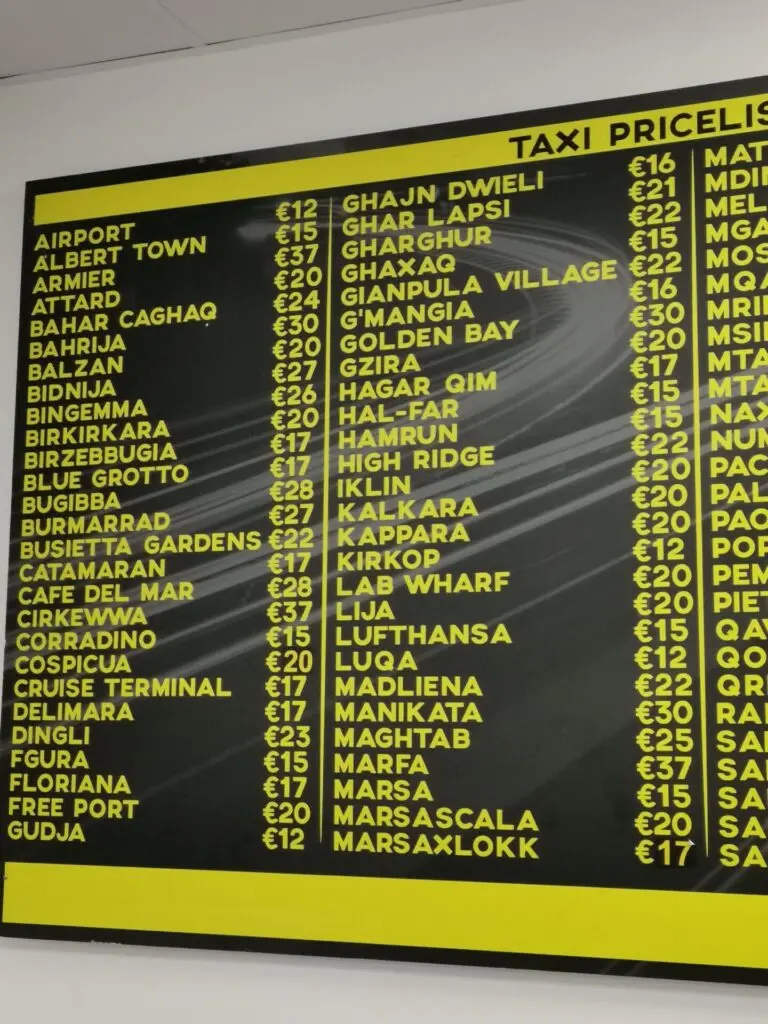 TAXI PRICELIS
AIRPORT €12
ALBERT TOWN €15
ARMIER €37
ATTARD €20
BAHAR CAGHAQ €24
BAHRIJA €30
BALZAN €20
BIDNIJA €27
BINGEMMA €26
BIRKIRKARA €20
BIRZEBBUGIA €17
BLUE GROTTO €17
BUGIBBA €28
BURMARRAD €27
BUSIETTA GARDENS €22
CATAMARAN €17
CAFE DEL MAR €28
CIRKEWWA €37
CORRADINO €15
COSPICUA €20
CRUISE TERMINAL €17
DELIMARA €17
DINGLI €23
FGURA €15
FLORIANA €17
FREE PORT €20
GUDJA €12
GHAJN DWIELI €16
GHAR LAPSI €21
GHARGHUR €22
GHAXAQ €15
GIANPULA VILLAGE €22
G'MANGIA €16
GOLDEN BAY €30
GZIRA €20
HAGAR QIM €17
HAL-FAR €15
HAMRUN €15
HIGH RIDGE €22
IKLIN €20
KALKARA €20
KAPPARA €20
KIRKOP €12
LAB WHARF €20
LIJA €20
LUFTHANSA €15
LUQA €12
MADLIENA €22
MANIKATA €30
MAGHTAB €25
MARFA €37
MARSA €15
MARSASCALA €20
MARSAXLOKK €17